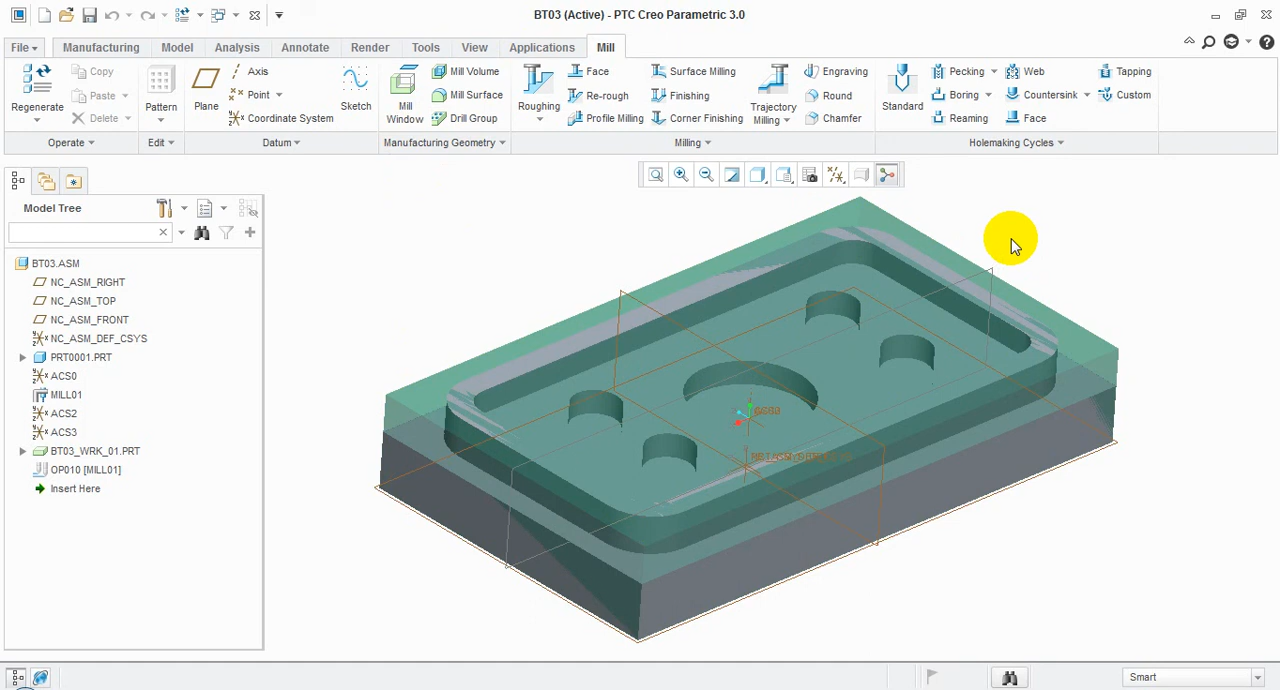 BT03 (Active) - PTC Creo Parametric 3.0
File Manufacturing Model Analysis Annotate Render Tools View Applications Mill
Regenerate
Copy
Paste
Delete
Operate
Pattern
Edit
Plane
Axis
Point
Coordinate System
Sketch
Datum
Mill Window
Mill Volume
Mill Surface
Drill Group
Manufacturing Geometry
Roughing
Face
Re-rough
Profile Milling
Surface Milling
Finishing
Corner Finishing
Trajectory Milling
Engraving
Round
Chamfer
Milling
Standard
Pecking
Boring
Reaming
Web
Countersink
Face
Tapping
Custom
Holemaking Cycles
Model Tree
BT03.ASM
NC_ASM_RIGHT
NC_ASM_TOP
NC_ASM_FRONT
NC_ASM_DEF_CSYS
PRT0001.PRT
ACS0
MILL01
ACS2
ACS3
BT03_WRK_01.PRT
OP010 [MILL01]
Insert Here
Smart